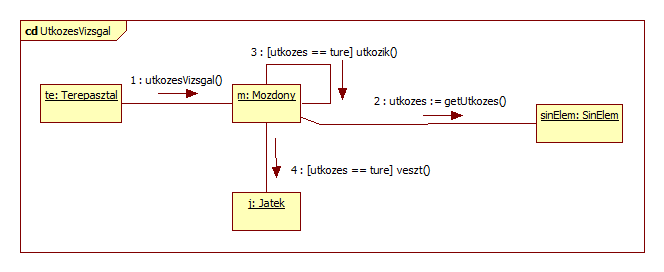 cd UtkozesVizsgal
3 : [utkozes == ture] utkozik()
1 : utkozesVizsgal()
te: Terepasztal
m: Mozdony
2 : utkozes := getUtkozes()
sinElem: SinElem
4 : [utkozes == ture] veszt()
j: Jatek